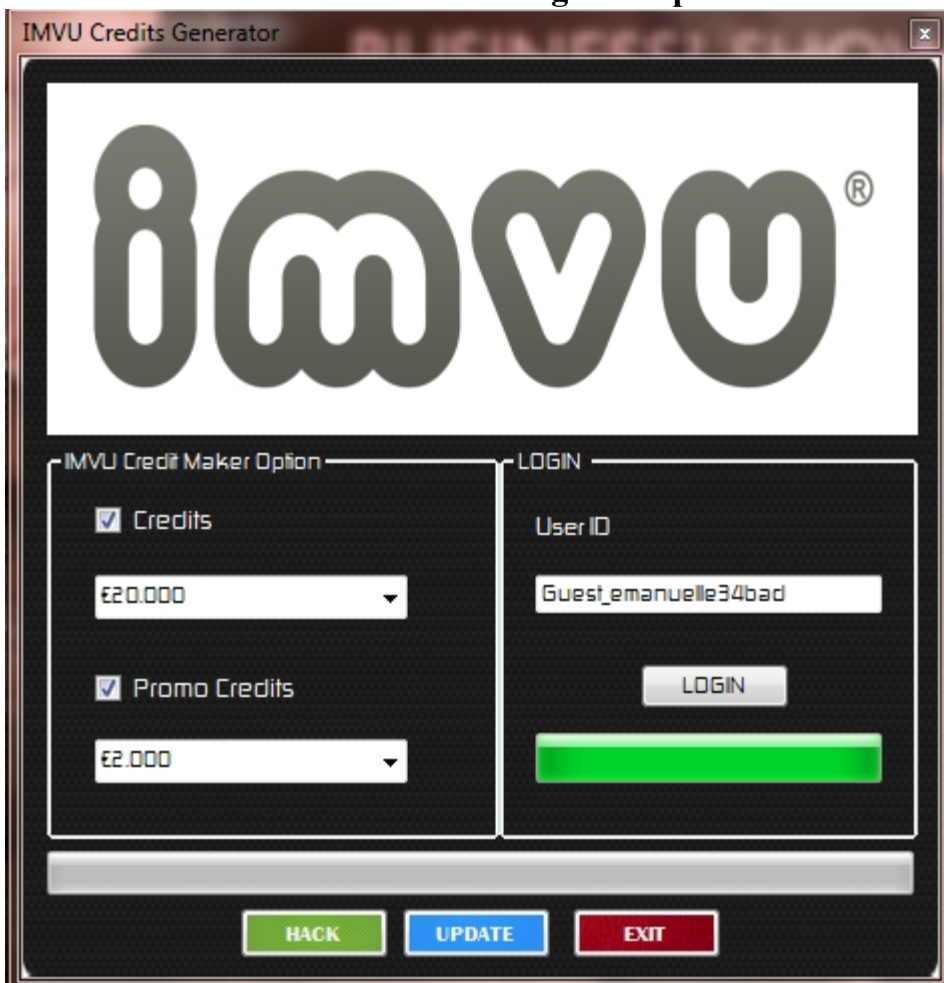 IMVU Credits Generator
imvu®
IMVU Credit Maker Option
Credits
£20.000
Promo Credits
£2.000
LOGIN
User ID
Guest_emanuelle34bad
LOGIN
HACK
UPDATE
EXIT